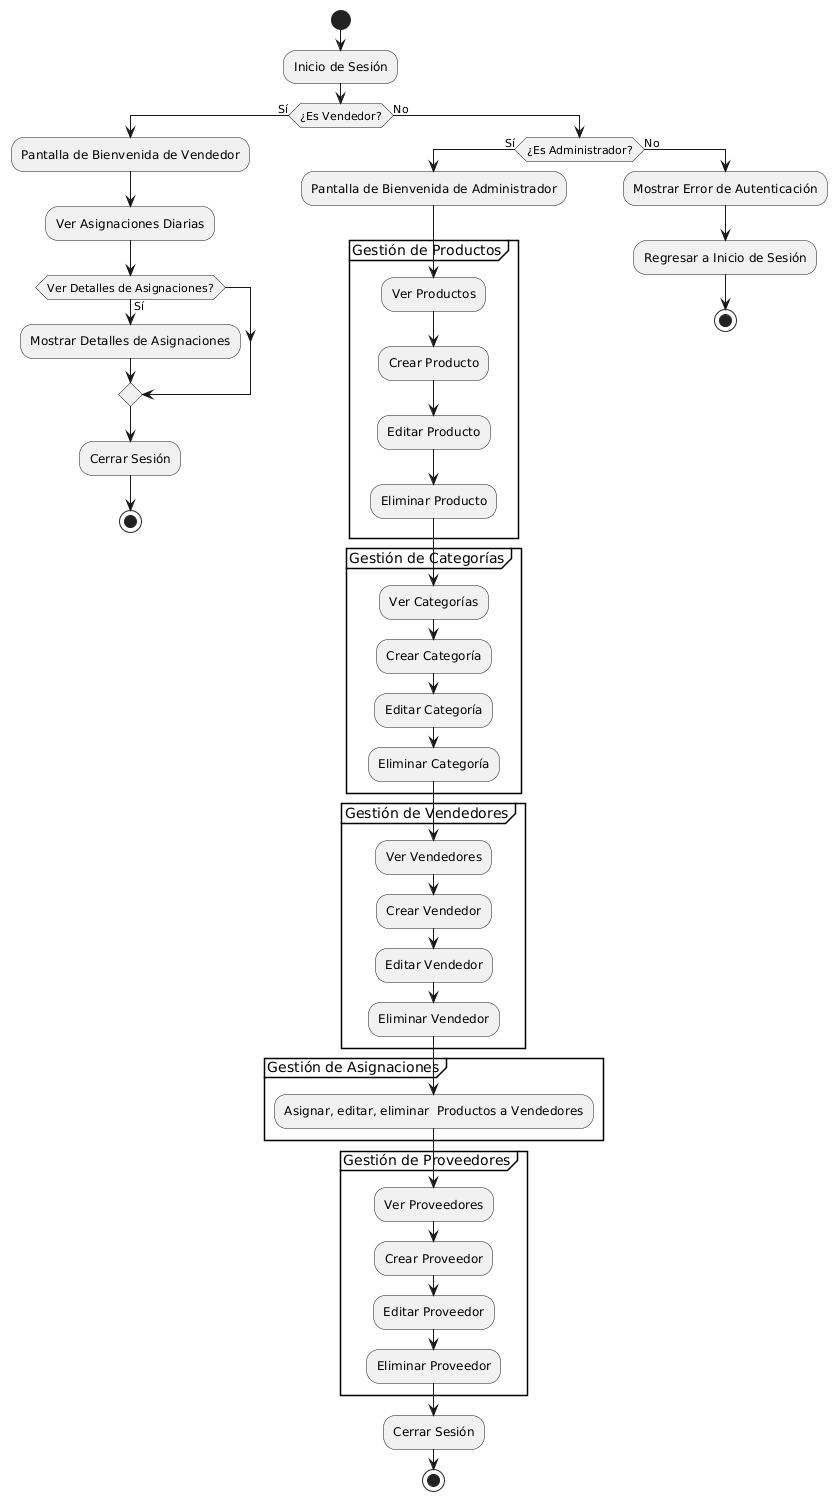 Inicio de Sesión
¿Es Vendedor?
Sí
No
Pantalla de Bienvenida de Vendedor
Ver Asignaciones Diarias
Ver Detalles de Asignaciones?
Sí
Mostrar Detalles de Asignaciones
Cerrar Sesión
¿Es Administrador?
Sí
No
Pantalla de Bienvenida de Administrador
Gestión de Productos
Ver Productos
Crear Producto
Editar Producto
Eliminar Producto
Gestión de Categorías
Ver Categorías
Crear Categoría
Editar Categoría
Eliminar Categoría
Gestión de Vendedores
Ver Vendedores
Crear Vendedor
Editar Vendedor
Eliminar Vendedor
Gestión de Asignaciones
Asignar, editar, eliminar  Productos a Vendedores
Gestión de Proveedores
Ver Proveedores
Crear Proveedor
Editar Proveedor
Eliminar Proveedor
Cerrar Sesión
Mostrar Error de Autenticación
Regresar a Inicio de Sesión